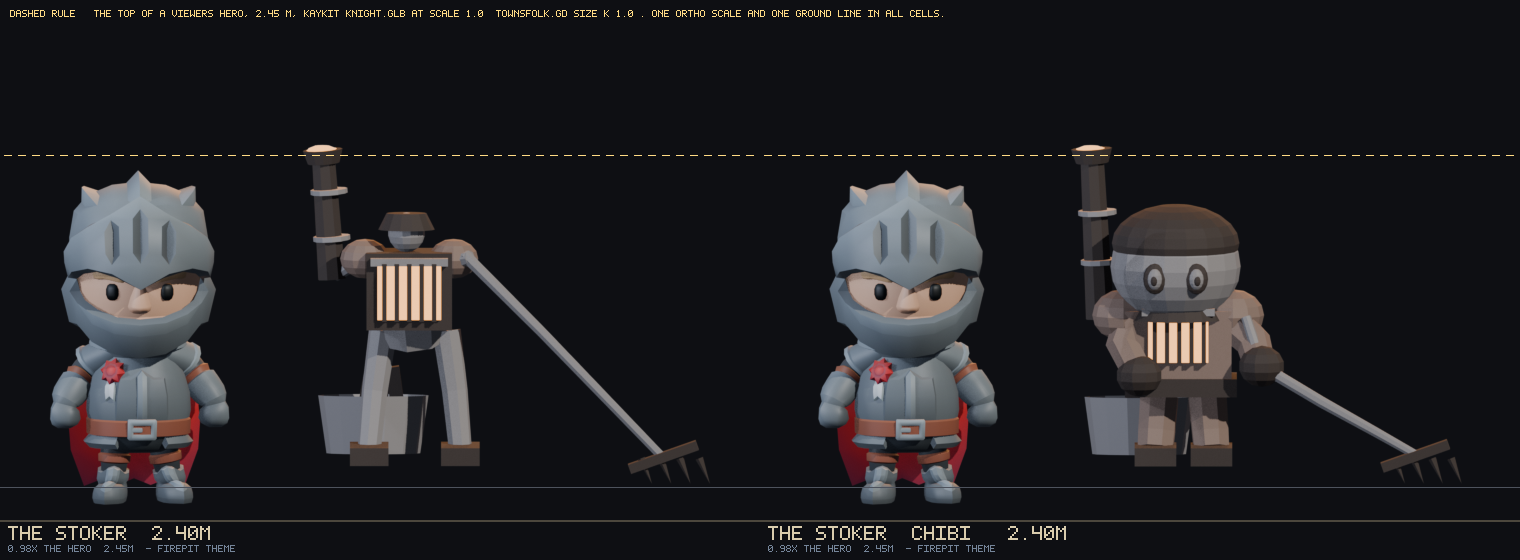 DASHED RULE   THE TOP OF A VIEWERS HERO, 2.45 M, KAYKIT KNIGHT.GLB AT SCALE 1.0  TOWNSFOLK.GD SIZE K 1.0 . ONE ORTHO SCALE AND ONE GROUND LINE IN ALL CELLS.
THE STOKER  2.40M
0.98X THE HERO  2.45M  — FIREPIT THEME
THE STOKER  CHIBI  2.40M
0.98X THE HERO  2.45M  — FIREPIT THEME